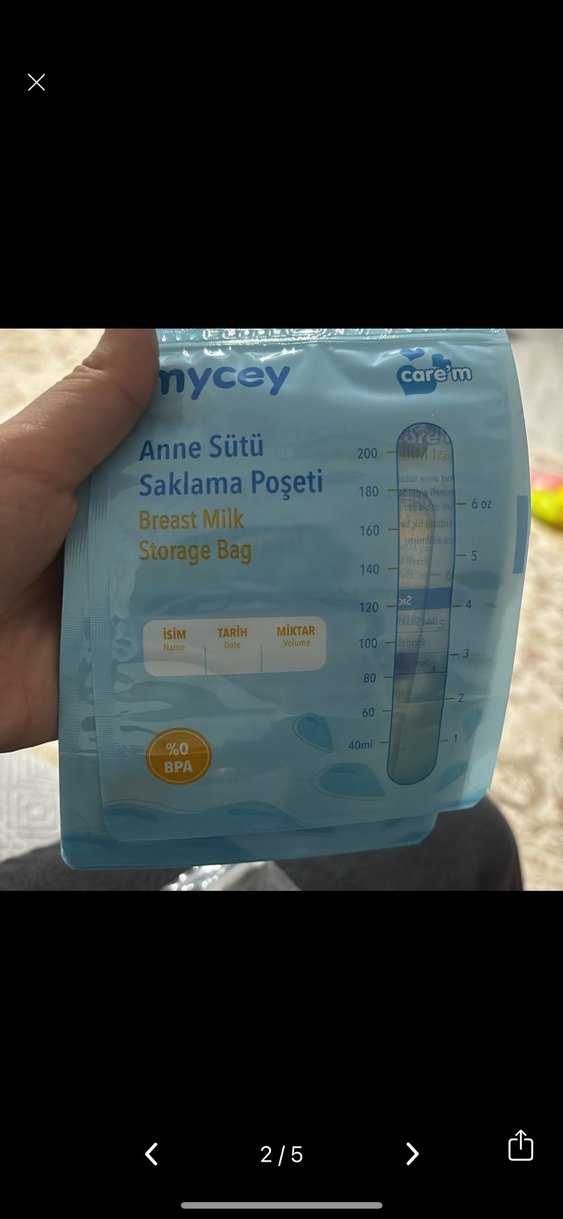 mycey
care'm
Anne Sütü
Saklama Poşeti
Breast Milk
Storage Bag
İSİM
Name
TARİH
Date
MİKTAR
Volume
%0
BPA
200
180
160
140
120
100
80
60
40ml
6 oz
5
4
3
2
1
2 / 5